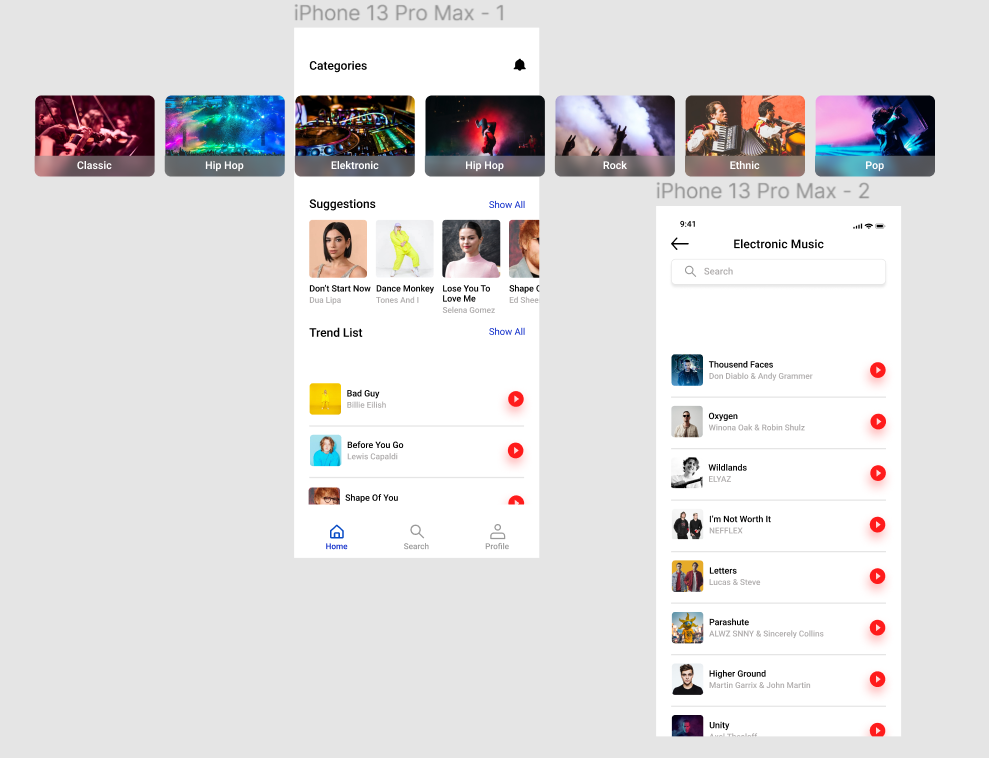 iPhone 13 Pro Max - 1
Categories
Classic
Hip Hop
Elektronic
Hip Hop
Rock
Ethnic
Pop
Suggestions
Show All
Don't Start Now
Dua Lipa
Dance Monkey
Tones And I
Lose You To
Love Me
Selena Gomez
Shape
Ed Shee
Trend List
Show All
Bad Guy
Billie Eilish
Before You Go
Lewis Capaldi
Shape Of You
Home
Search
Profile
iPhone 13 Pro Max - 2
9:41
Electronic Music
Search
Thousend Faces
Don Diablo & Andy Grammer
Oxygen
Winona Oak & Robin Shulz
Wildlands
ELYAZ
I'm Not Worth It
NEFFLEX
Letters
Lucas & Steve
Parashute
ALWZ SNNY & Sincerely Collins
Higher Ground
Martin Garrix & John Martin
Unity